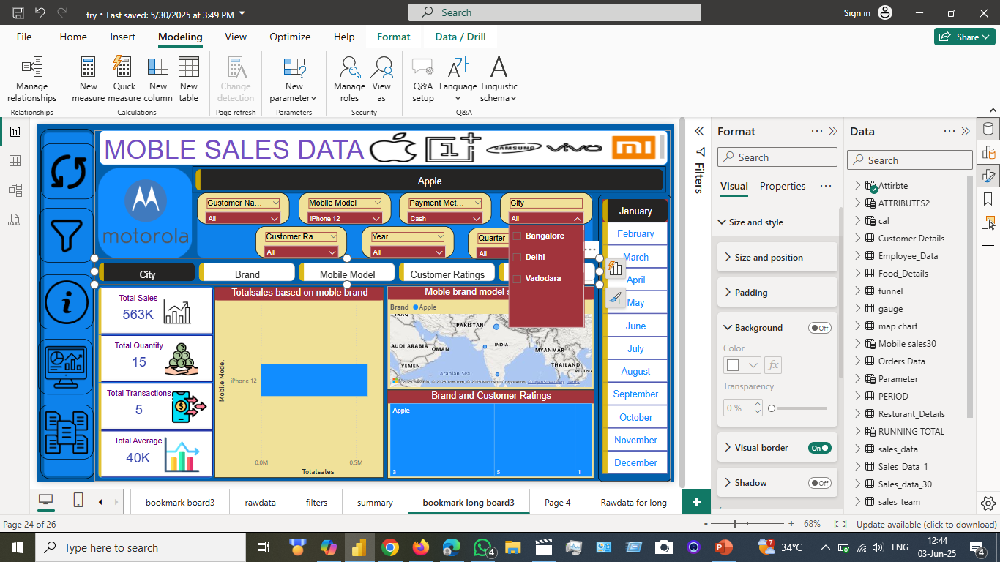 try • Last saved: 5/30/2025 at 3:49 PM
Search
Sign in
File Home Insert Modeling View Optimize Help Format Data / Drill
Share
Manage relationships
New measure
Quick measure
New column
New table
Change detection
New parameter
Manage roles
View as
Q&A setup
Language
Linguistic schema
Relationships
Calculations
Page refresh
Parameters
Security
Q&A
DAX
MOBLE SALES DATA
SAMSUNG
vivo
MI
motorola
Apple
Customer Na...
All
Mobile Model
iPhone 12
Payment Met...
Cash
City
All
Bangalore
Delhi
Vadodara
Customer Ra...
All
Year
All
Quarter
All
City
Brand
Mobile Model
Customer Ratings
January
February
March
April
May
June
July
August
September
October
November
December
Total Sales
563K
Total Quantity
15
Total Transactions
5
Total Average
40K
Totalsales based on moble brand
Mobile Model
iPhone 12
0.0M
0.5M
Totalsales
Moble brand model s
Brand
Apple
IRAQ
PAKISTAN
AUDI ARABIA
OMAN
INDIA
MYANMAR
YEMEN
THAILAND
Arabian Sea
© 2025 TomTom, © 2025 Microsoft Corporation, © OpenStreetMap Terms
Brand and Customer Ratings
Apple
3
5
1
Filters
Format
Search
Visual
Properties
Size and style
Size and position
Padding
Background
Off
Color
fx
Transparency
0 %
Visual border
On
Shadow
Off
Data
Search
Attirbte
ATTRIBUTES2
cal
Customer Details
Employee_Data
Food_Details
funnel
gauge
map chart
Mobile sales30
Orders Data
Parameter
PERIOD
Resturant_Details
RUNNING TOTAL
sales_data
Sales_Data_1
Sales_data_30
sales_team
bookmark board3
rawdata
filters
summary
bookmark long board3
Page 4
Rawdata for long
+
Page 24 of 26
- + 68%
Update available (click to download)
Type here to search
4
7
34°C
ENG
12:44
03-Jun-25
4